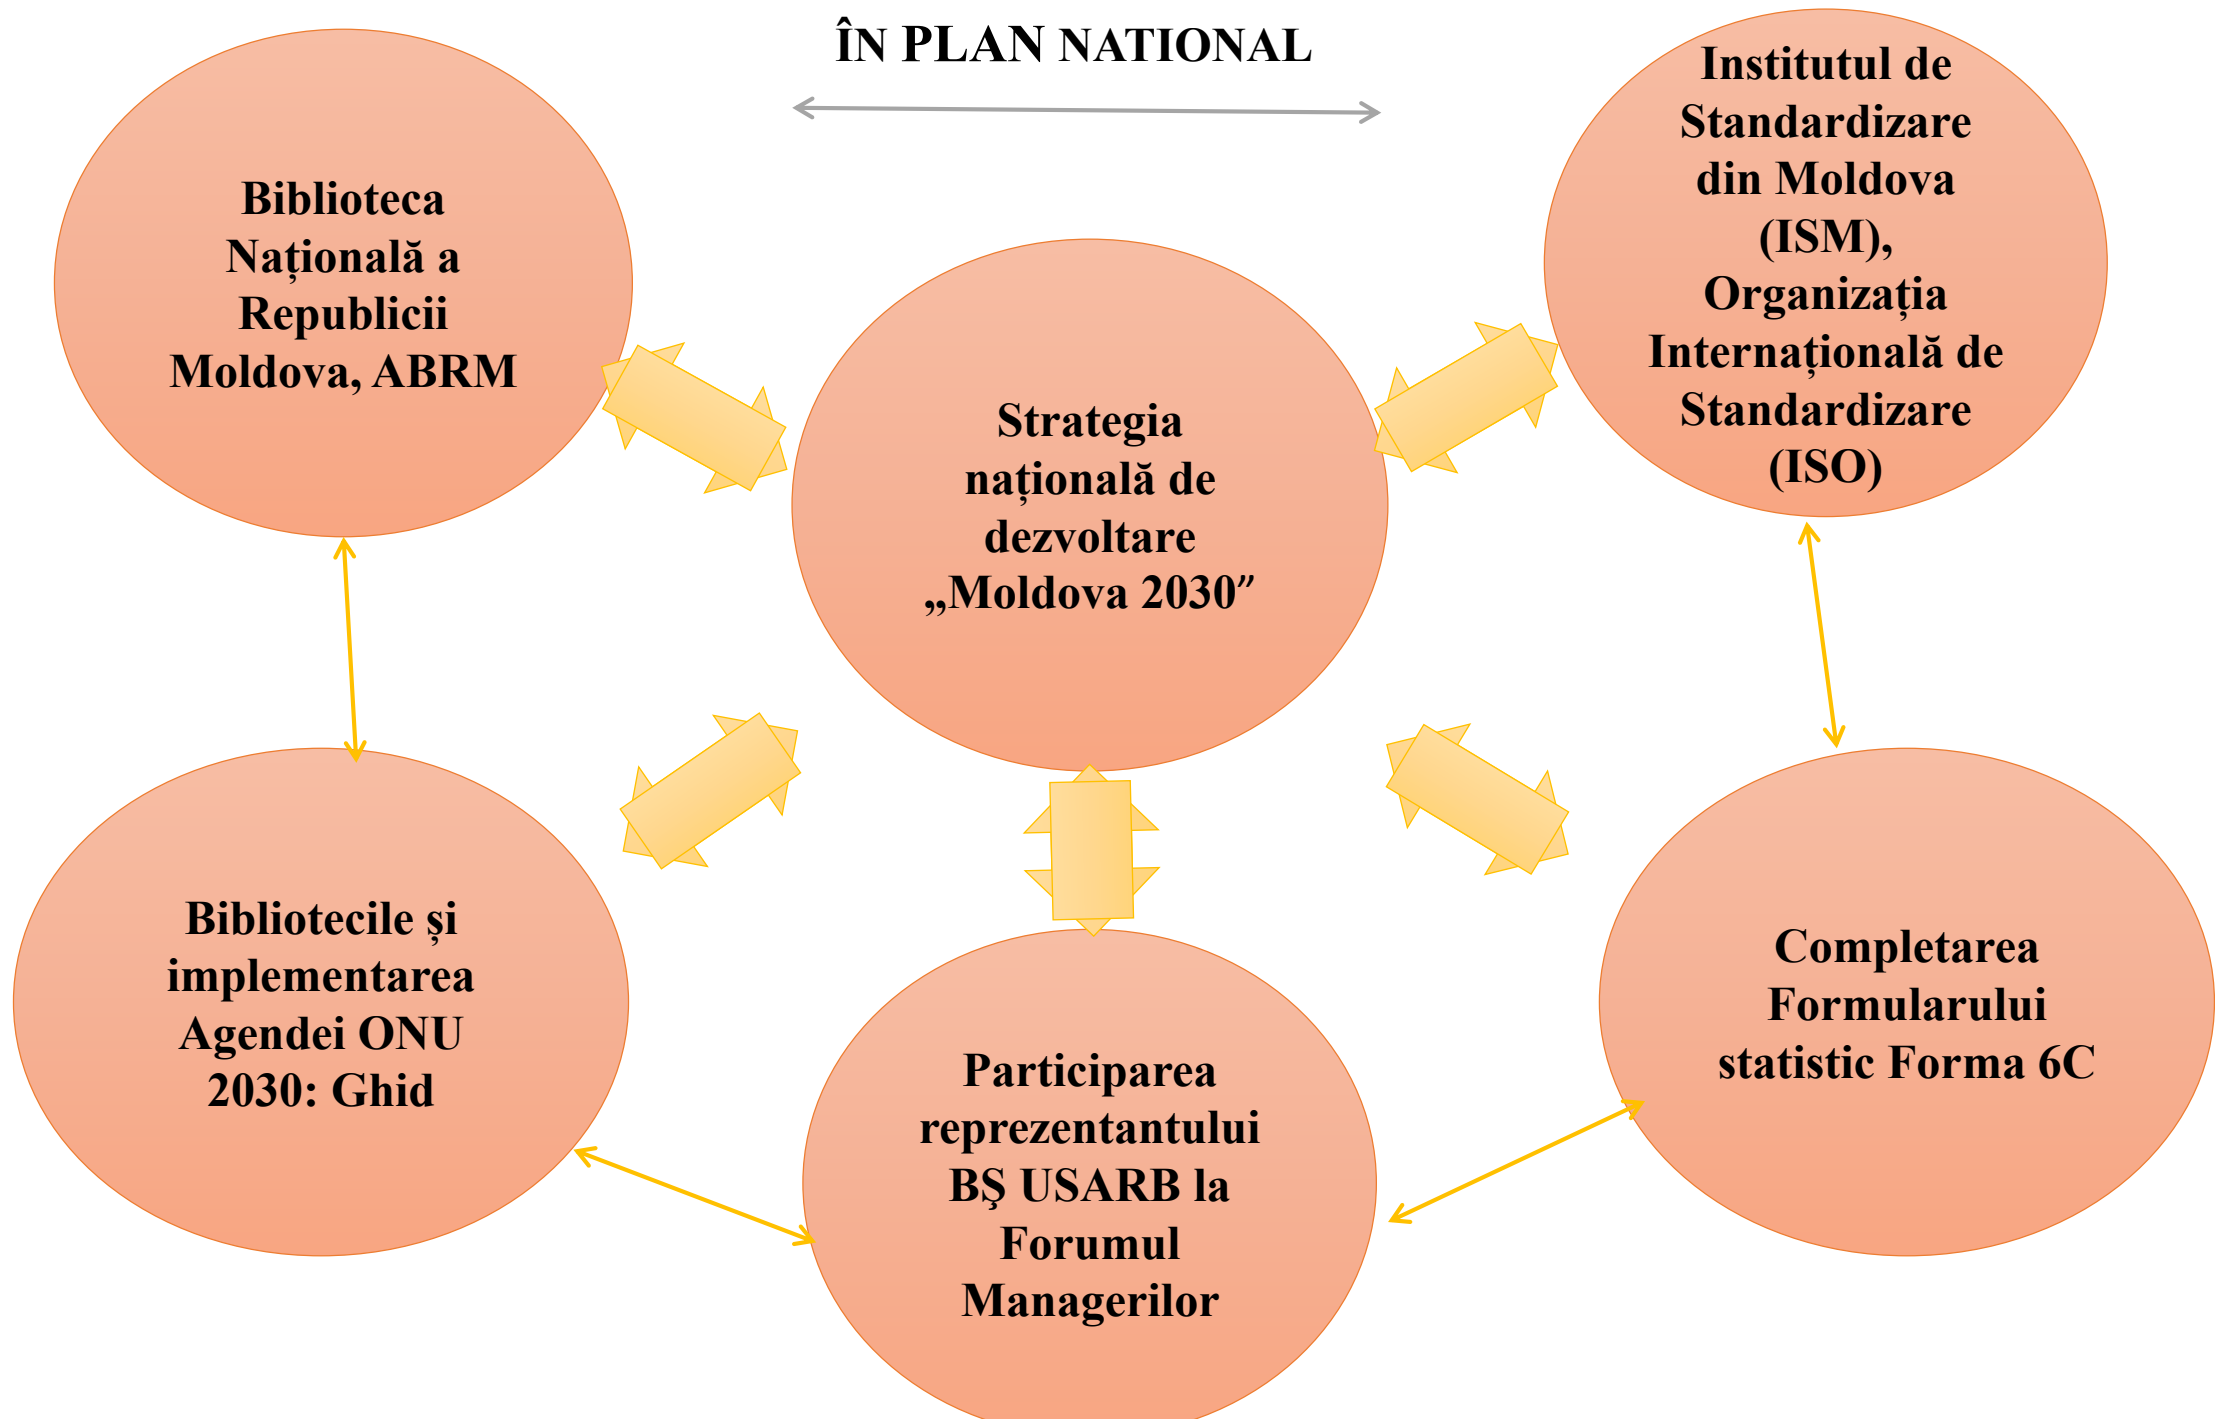 ÎN PLAN NATIONAL
Biblioteca
Națională a
Republicii
Moldova, ABRM
Institutul de
Standardizare
din Moldova
(ISM),
Organizația
Internațională de
Standardizare
(ISO)
Strategia
națională de
dezvoltare
„Moldova 2030”
Bibliotecile și
implementarea
Agendei ONU
2030: Ghid
Participarea
reprezentantului
BŞ USARB la
Forumul
Managerilor
Completarea
Formularului
statistic Forma 6C